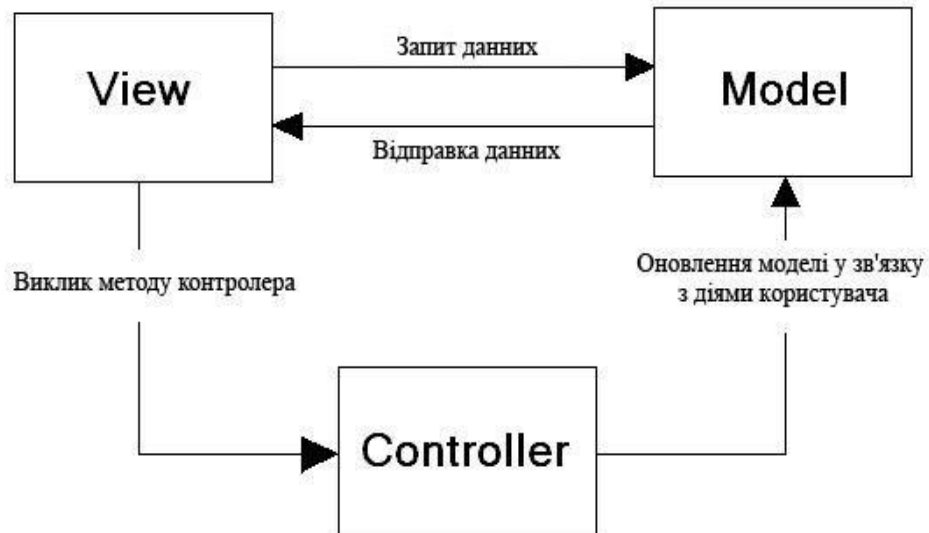 Запит данних
View
Model
Відправка данних
Виклик методу контролера
Оновлення моделі у зв'язку
з діями користувача
Controller